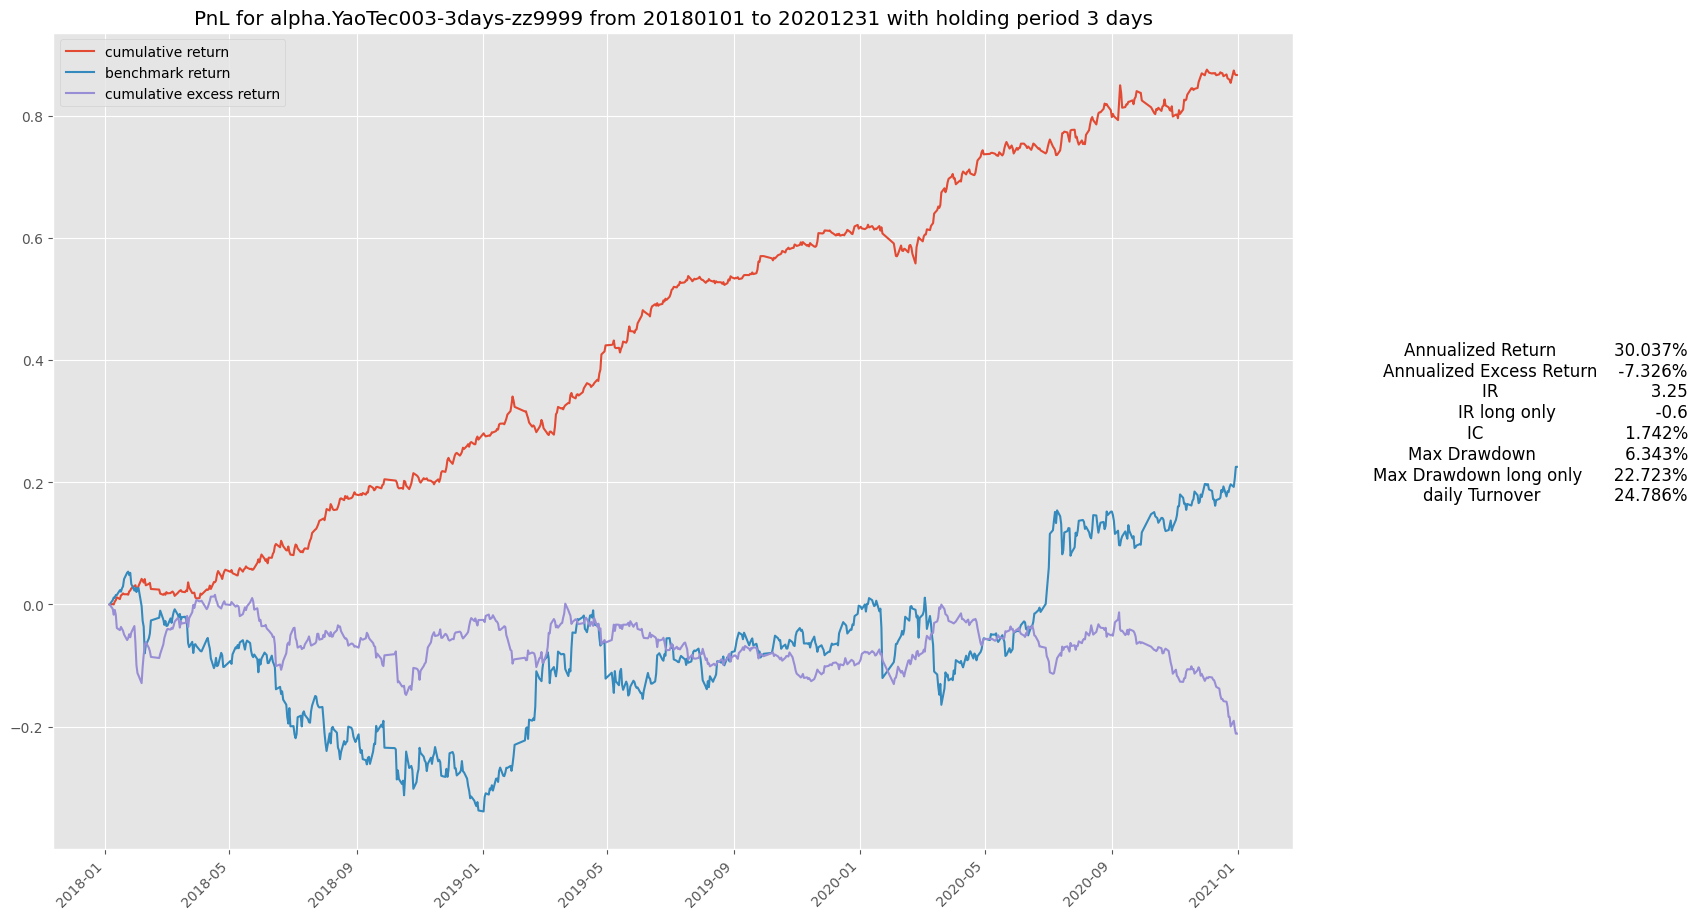 PnL for alpha.YaoTec003-3days-zz9999 from 20180101 to 20201231 with holding period 3 days
cumulative return
benchmark return
cumulative excess return
0.8
0.6
0.4
0.2
0.0
−0.2
2018-01
2018-05
2018-09
2019-01
2019-05
2019-09
2020-01
2020-05
2020-09
2021-01
Annualized Return 30.037%
Annualized Excess Return -7.326%
IR 3.25
IR long only -0.6
IC 1.742%
Max Drawdown 6.343%
Max Drawdown long only 22.723%
daily Turnover 24.786%